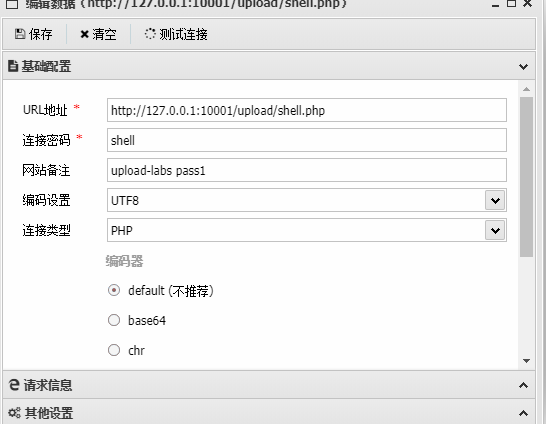 编辑数据 (http://127.0.0.1:10001/upload/shell.php)
保存 清空 测试连接
基础配置
URL地址 * http://127.0.0.1:10001/upload/shell.php
连接密码 * shell
网站备注 upload-labs pass1
编码设置 UTF8
连接类型 PHP
编码器
default (不推荐)
base64
chr
请求信息
其他设置